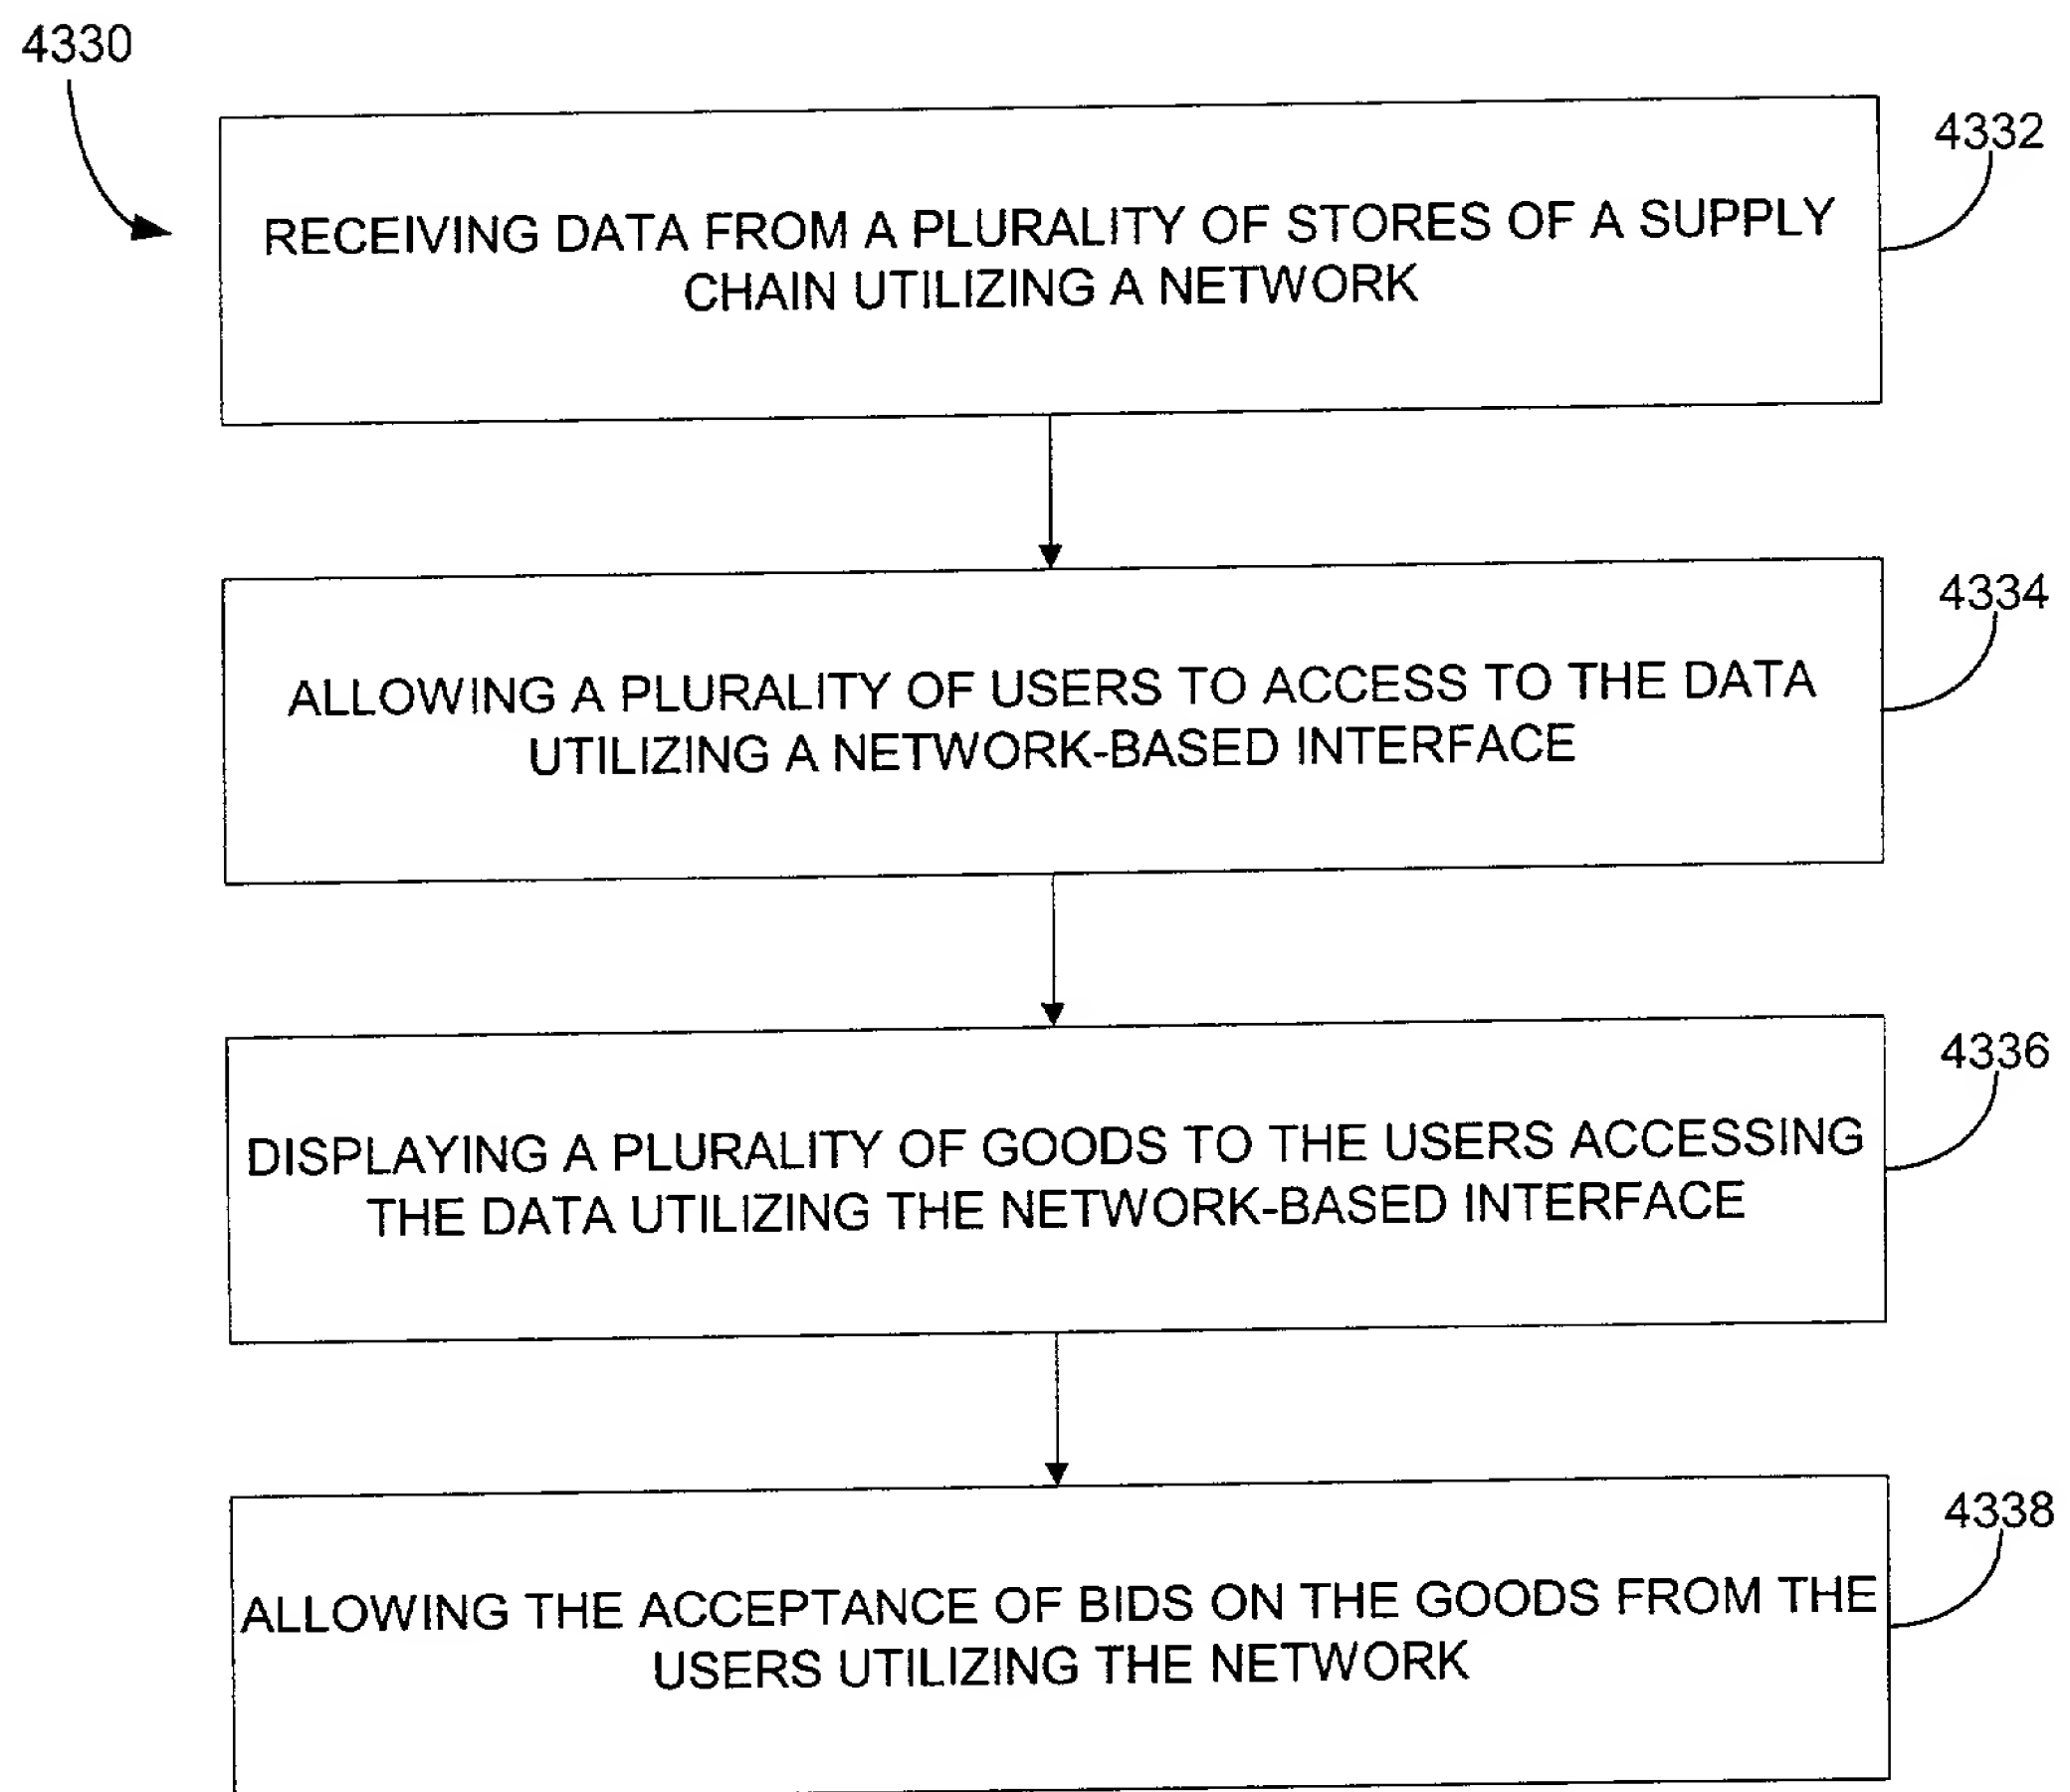 4330
4332
RECEIVING DATA FROM A PLURALITY OF STORES OF A SUPPLY
CHAIN UTILIZING A NETWORK
4334
ALLOWING A PLURALITY OF USERS TO ACCESS TO THE DATA
UTILIZING A NETWORK-BASED INTERFACE
4336
DISPLAYING A PLURALITY OF GOODS TO THE USERS ACCESSING
THE DATA UTILIZING THE NETWORK-BASED INTERFACE
4338
ALLOWING THE ACCEPTANCE OF BIDS ON THE GOODS FROM THE
USERS UTILIZING THE NETWORK